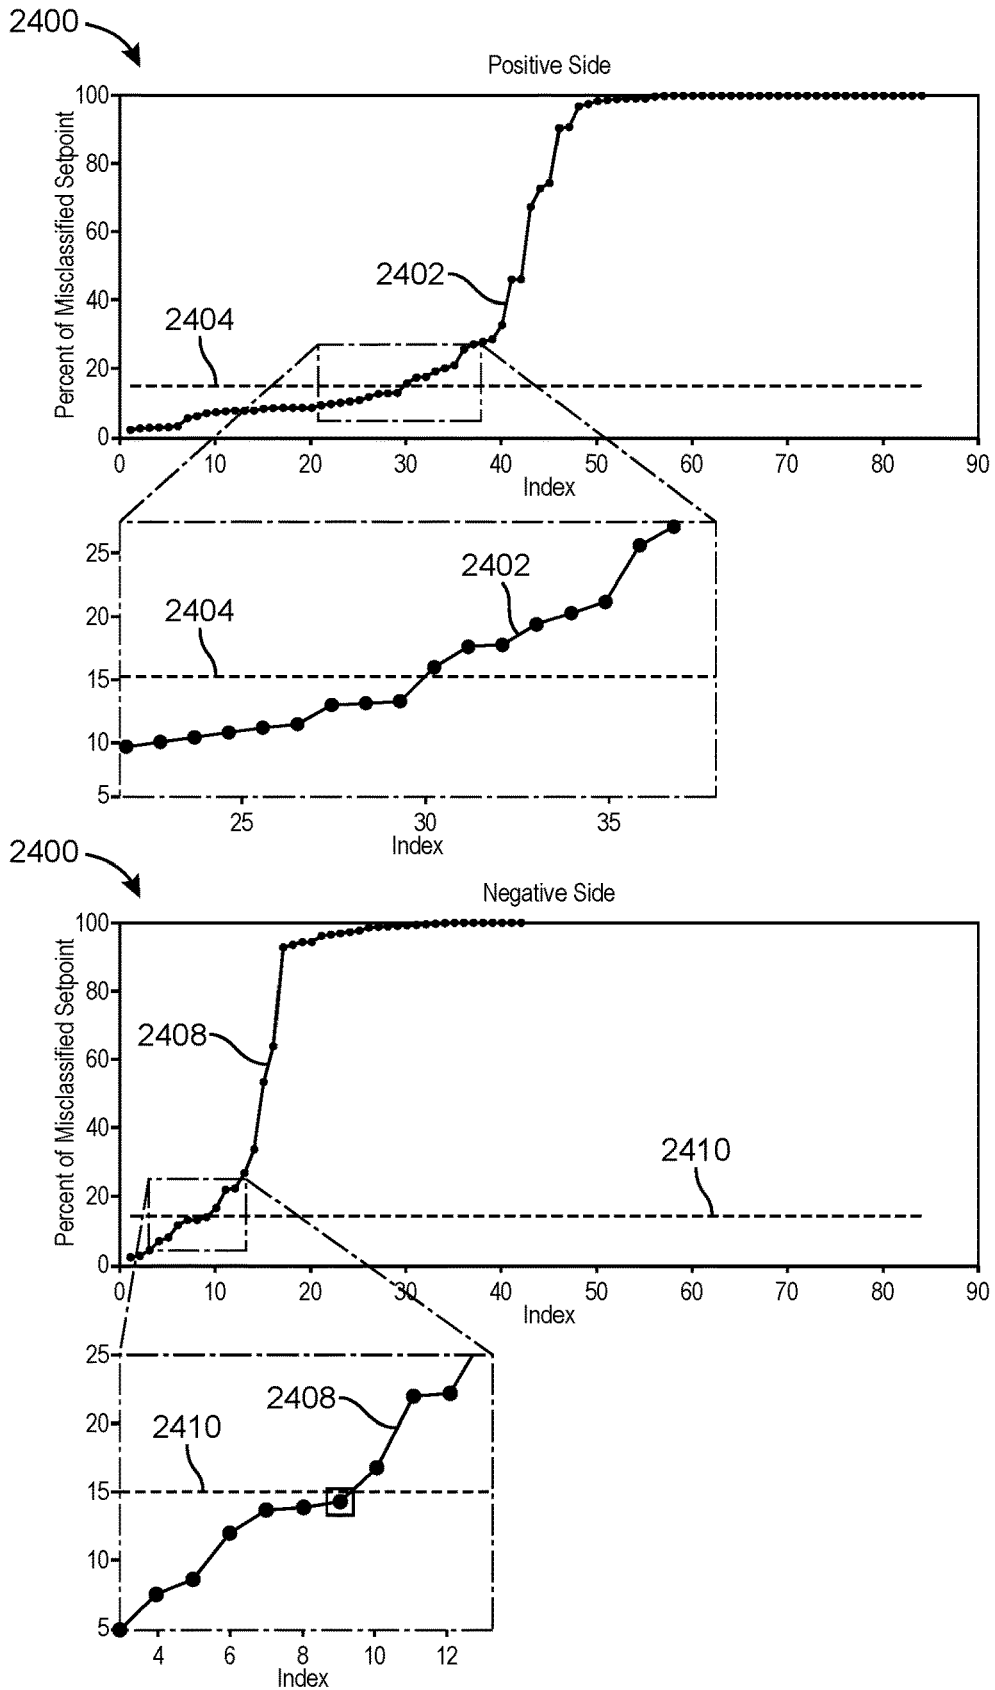 2400
Positive Side
Percent of Misclassified Setpoint
100
80
60
40
20
0
2402
2404
0 10 20 30 40 50 60 70 80 90
Index
25
20
15
10
5
2402
2404
25 30 35
Index
2400
Negative Side
Percent of Misclassified Setpoint
100
80
60
40
20
0
2408
2410
0 10 20 30 40 50 60 70 80 90
Index
25
20
15
10
5
2408
2410
4 6 8 10 12
Index